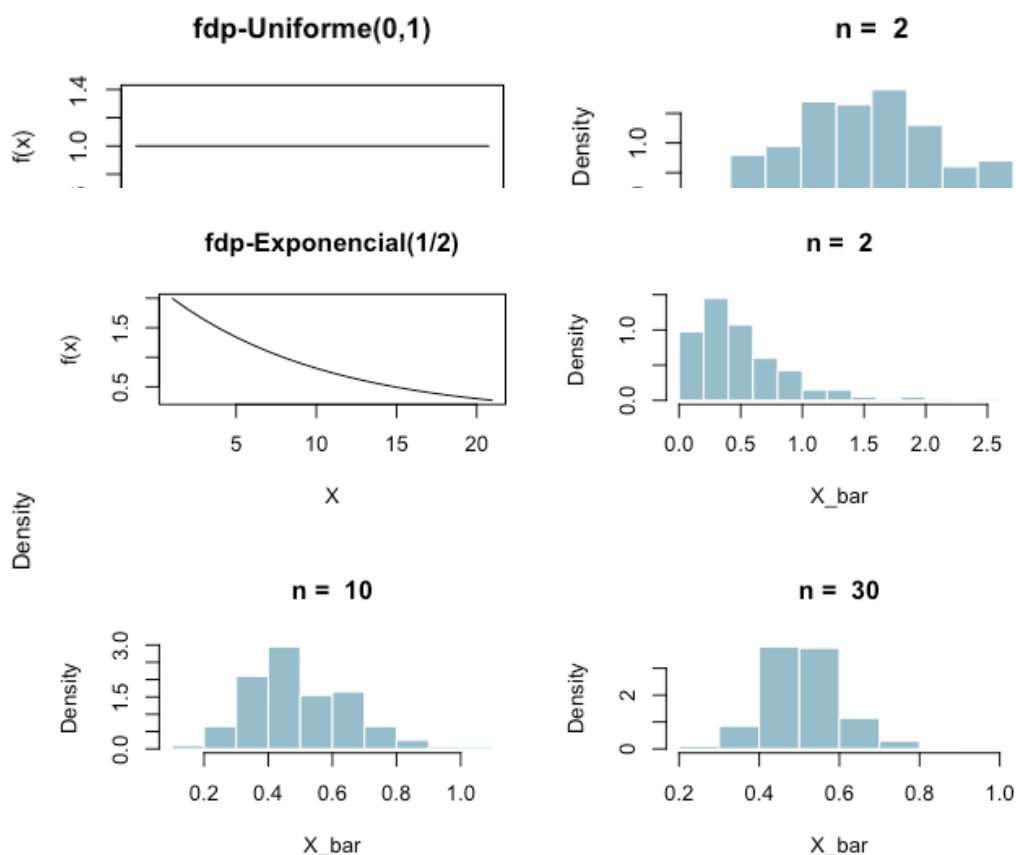 fdp-Uniforme(0,1)
n = 2
f(x)
1.0
1.4
Density
1.0
fdp-Exponencial(1/2)
n = 2
f(x)
0.5
1.5
5 10 15 20
X
Density
0.0
1.0
0.0 0.5 1.0 1.5 2.0 2.5
X_bar
Density
n = 10
n = 30
Density
0.0
1.5
3.0
0.2 0.4 0.6 0.8 1.0
X_bar
Density
0
2
0.2 0.4 0.6 0.8 1.0
X_bar